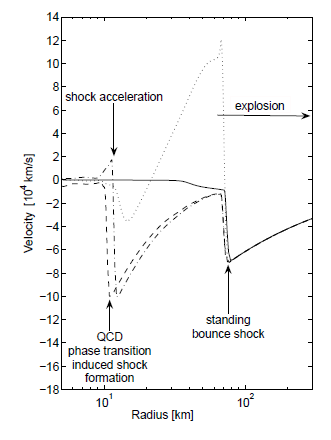 14
12
10
8
6
4
2
0
−2
−4
−6
−8
−10
−12
−14
−16
−18
Velocity [10⁴ km/s]
shock acceleration
explosion
QCD
phase transition
induced shock
formation
standing
bounce shock
10¹
10²
Radius [km]